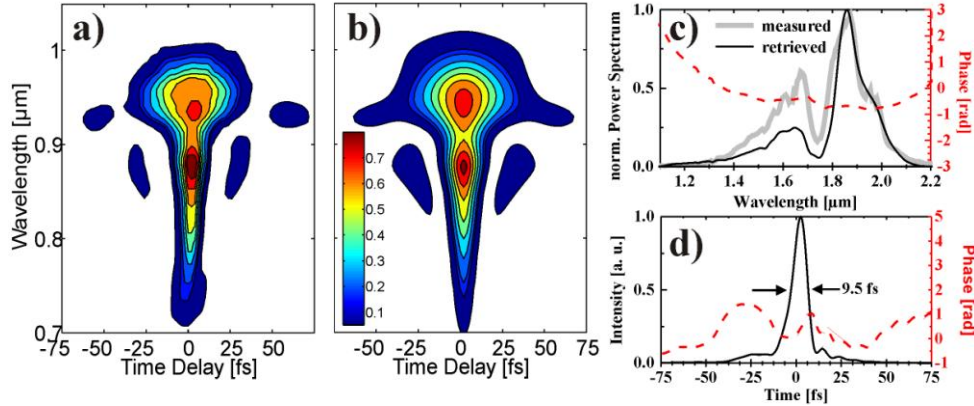 a)
Wavelength [µm]
1
0.9
0.8
0.7
-75 -50 -25 0 25 50 75
Time Delay [fs]
b)
0.7
0.6
0.5
0.4
0.3
0.2
0.1
-75 -50 -25 0 25 50 75
Time Delay [fs]
c)
measured
retrieved
norm. Power Spectrum
1.0
0.5
0.0
1.2 1.4 1.6 1.8 2.0 2.2
Wavelength [µm]
3
2
1
0
-1
-2
-3
Phase [rad]
d)
9.5 fs
Intensity [a. u.]
1.0
0.5
0.0
-75 -50 -25 0 25 50 75
Time [fs]
5
4
3
2
1
0
-1
Phase [rad]